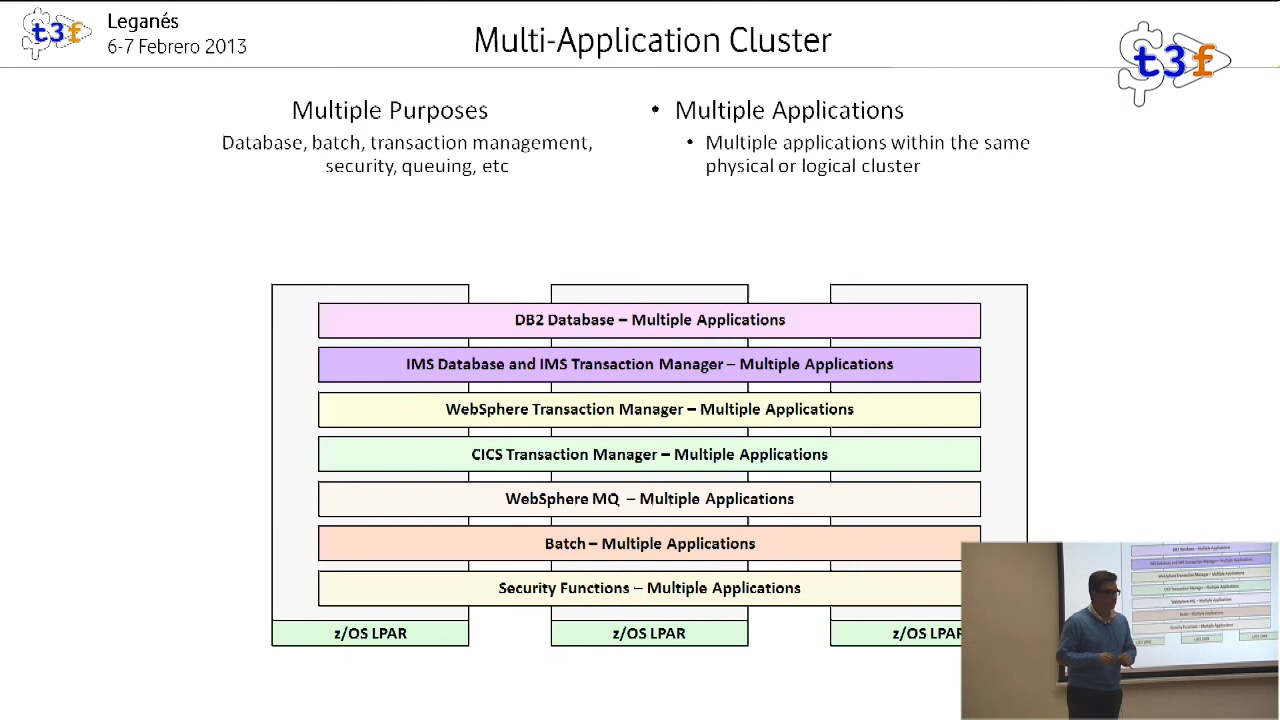 t3f
Leganés
6-7 Febrero 2013
Multi-Application Cluster
t3f
Multiple Purposes
Database, batch, transaction management,
security, queuing, etc
• Multiple Applications
• Multiple applications within the same
physical or logical cluster
DB2 Database – Multiple Applications
IMS Database and IMS Transaction Manager – Multiple Applications
WebSphere Transaction Manager – Multiple Applications
CICS Transaction Manager – Multiple Applications
WebSphere MQ – Multiple Applications
Batch – Multiple Applications
Security Functions – Multiple Applications
z/OS LPAR
z/OS LPAR
z/OS LPAR